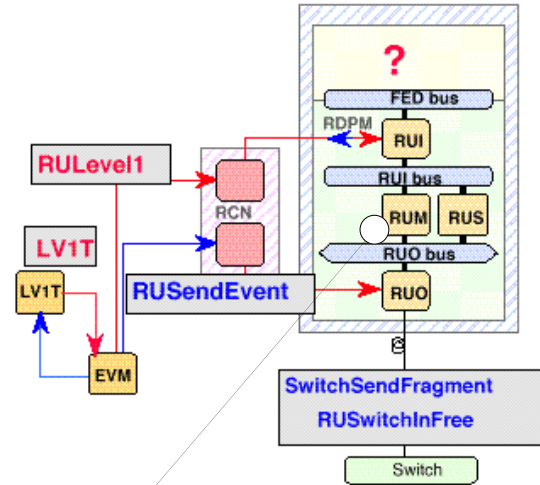 ?
FED bus
RDPM
RUI
RULevel1
RUI bus
RCN
RUM
RUS
LV1T
RUO bus
LV1T
RUSendEvent
RUO
EVM
SwitchSendFragment
RUSwitchInFree
Switch